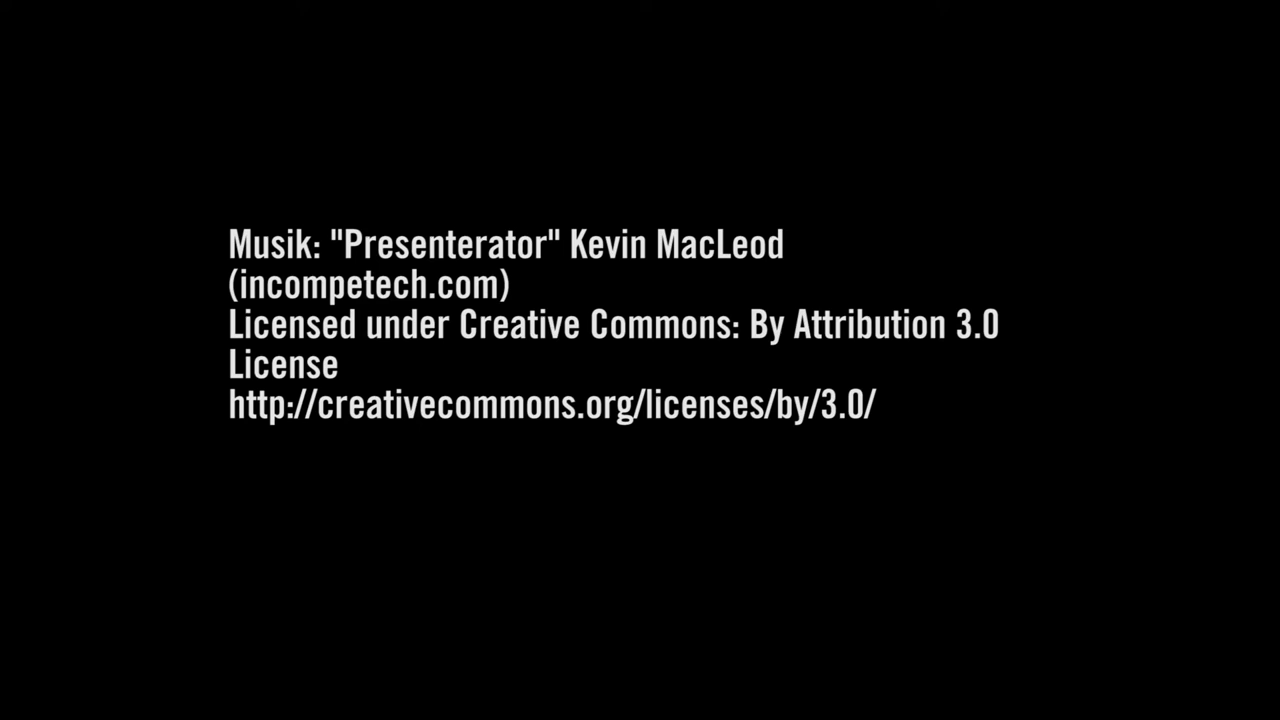 Musik: "Presenterator" Kevin MacLeod
(incompetech.com)
Licensed under Creative Commons: By Attribution 3.0
License
http://creativecommons.org/licenses/by/3.0/